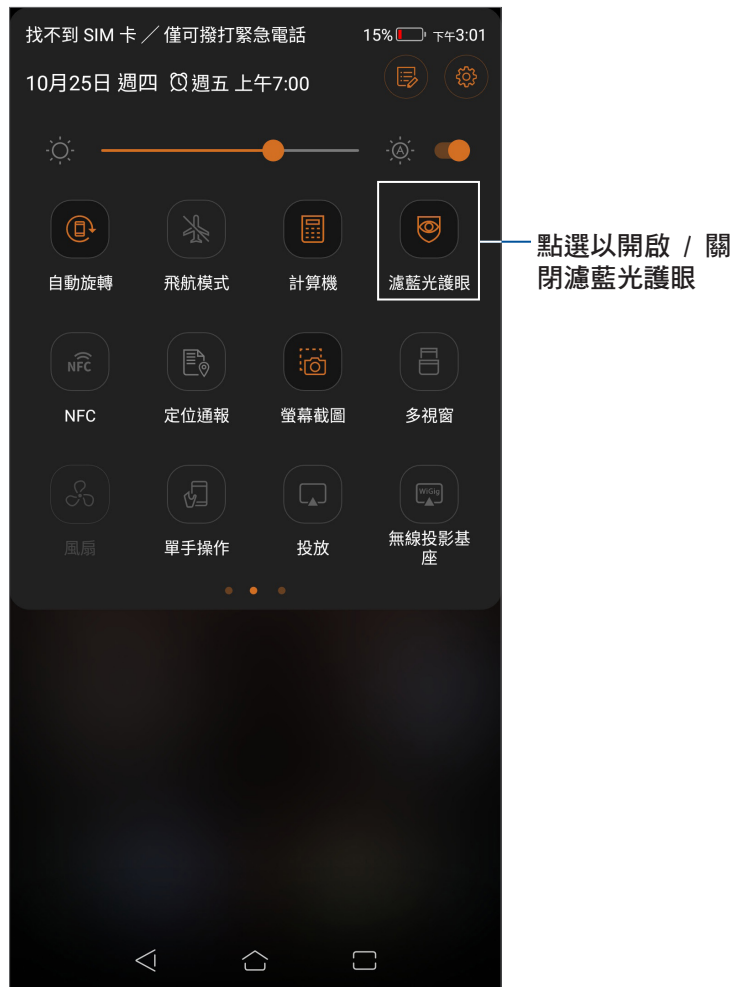 找不到 SIM 卡／僅可撥打緊急電話 15% 下午3:01
10月25日 週四 週五 上午7:00
A
自動旋轉 飛航模式 計算機 濾藍光護眼
點選以開啟 / 關
閉濾藍光護眼
NFC
NFC 定位通報 螢幕截圖 多視窗
WiGig
風扇 單手操作 投放 無線投影基
座